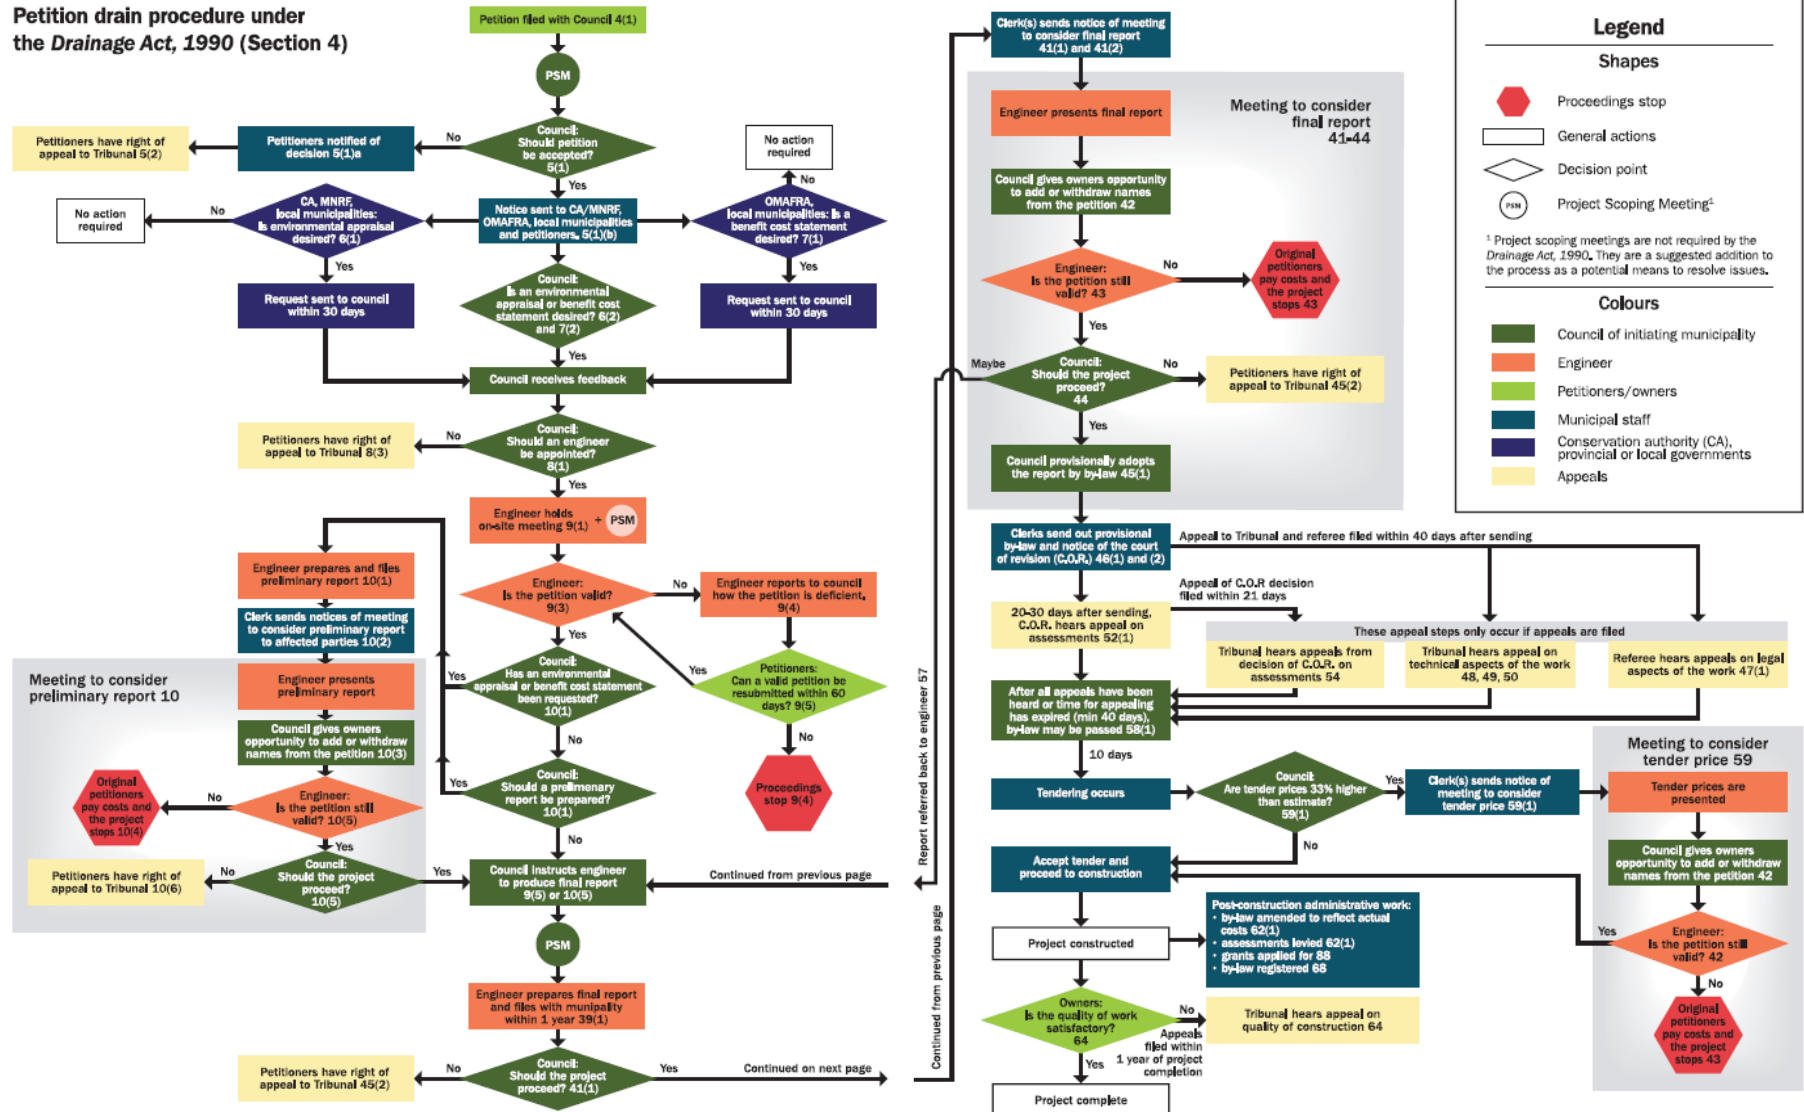 Petition drain procedure under
the Drainage Act, 1990 (Section 4)
Petition filed with Council 4(1)
PSM
Council:
Should petition
be accepted?
5(1)
No
Petitioners notified of
decision 5(1)a
Petitioners have right of
appeal to Tribunal 5(2)
Yes
Notice sent to CA/MNRF,
OMAFRA, local municipalities
and petitioners. 5(1)(b)
CA, MNRF,
local municipalities:
Is environmental appraisal
desired? 6(1)
No
No action
required
Yes
Request sent to council
within 30 days
OMAFRA,
local municipalities: Is a
benefit cost statement
desired? 7(1)
No
No action
required
Yes
Request sent to council
within 30 days
Council:
Is an environmental
appraisal or benefit cost
statement desired? 6(2)
and 7(2)
Yes
Council receives feedback
Council:
Should an engineer
be appointed?
8(1)
No
Petitioners have right of
appeal to Tribunal 8(3)
Yes
Engineer holds
on-site meeting 9(1) + PSM
Engineer:
Is the petition valid?
9(3)
No
Engineer reports to council
how the petition is deficient.
9(4)
Petitioners:
Can a valid petition be
resubmitted within 60
days? 9(5)
Yes
No
Proceedings
stop 9(4)
Yes
Council:
Has an environmental
appraisal or benefit cost statement
been requested?
10(1)
Yes
No
Council:
Should a prelimenary
report be prepared?
10(1)
Yes
No
Engineer prepares and files
preliminary report 10(1)
Clerk sends notices of meeting
to consider preliminary report
to affected parties 10(2)
Meeting to consider
preliminary report 10
Engineer presents
preliminary report
Council gives owners
opportunity to add or withdraw
names from the petition 10(3)
Engineer:
Is the petition still
valid? 10(5)
No
Original
petitioners
pay costs and
the project
stops 10(4)
Yes
Council:
Should the project
proceed?
10(5)
No
Petitioners have right of
appeal to Tribunal 10(6)
Yes
Council instructs engineer
to produce final report
9(5) or 10(5)
Continued from previous page
PSM
Engineer prepares final report
and files with munipality
within 1 year 39(1)
Council:
Should the project
proceed? 41(1)
No
Petitioners have right of
appeal to Tribunal 45(2)
Yes
Continued on next page
Report referred back to engineer 57
Continued from previous page
Clerk(s) sends notice of meeting
to consider final report
41(1) and 41(2)
Meeting to consider
final report
41-44
Engineer presents final report
Council gives owners opportunity
to add or withdraw names
from the petition 42
Engineer:
Is the petition still
valid? 43
No
Original
petitioners
pay costs and
the project
stops 43
Yes
Council:
Should the project
proceed?
44
Maybe
No
Petitioners have right of
appeal to Tribunal 45(2)
Yes
Council provisionally adopts
the report by by-law 45(1)
Clerks send out provisional
by-law and notice of the court
of revision (C.O.R.) 46(1) and (2)
Appeal to Tribunal and referee filed within 40 days after sending
20-30 days after sending,
C.O.R. hears appeal on
assessments 52(1)
Appeal of C.O.R decision
filed within 21 days
These appeal steps only occur if appeals are filed
Tribunal hears appeals from
decision of C.O.R. on
assessments 54
Tribunal hears appeal on
technical aspects of the work
48, 49, 50
Referee hears appeals on legal
aspects of the work 47(1)
After all appeals have been
heard or time for appealing
has expired (min 40 days),
by-law may be passed 58(1)
10 days
Tendering occurs
Council:
Are tender prices 33% higher
than estimate?
59(1)
Yes
Clerk(s) sends notice of
meeting to consider
tender price 59(1)
No
Meeting to consider
tender price 59
Tender prices are
presented
Council gives owners
opportunity to add or withdraw
names from the petition 42
Engineer:
Is the petition still
valid? 42
Yes
No
Original
petitioners
pay costs and
the project
stops 43
Accept tender and
proceed to construction
Project constructed
Post-construction administrative work:
• by-law amended to reflect actual
costs 62(1)
• assessments levied 62(1)
• grants applied for 88
• by-law registered 68
Owners:
Is the quality of work
satisfactory?
64
No
Appeals
filed within
1 year of project
completion
Tribunal hears appeal on
quality of construction 64
Yes
Project complete
Legend
Shapes
Proceedings stop
General actions
Decision point
PSM
Project Scoping Meeting¹
¹ Project scoping meetings are not required by the
Drainage Act, 1990. They are a suggested addition to
the process as a potential means to resolve issues.
Colours
Council of initiating municipality
Engineer
Petitioners/owners
Municipal staff
Conservation authority (CA),
provincial or local governments
Appeals